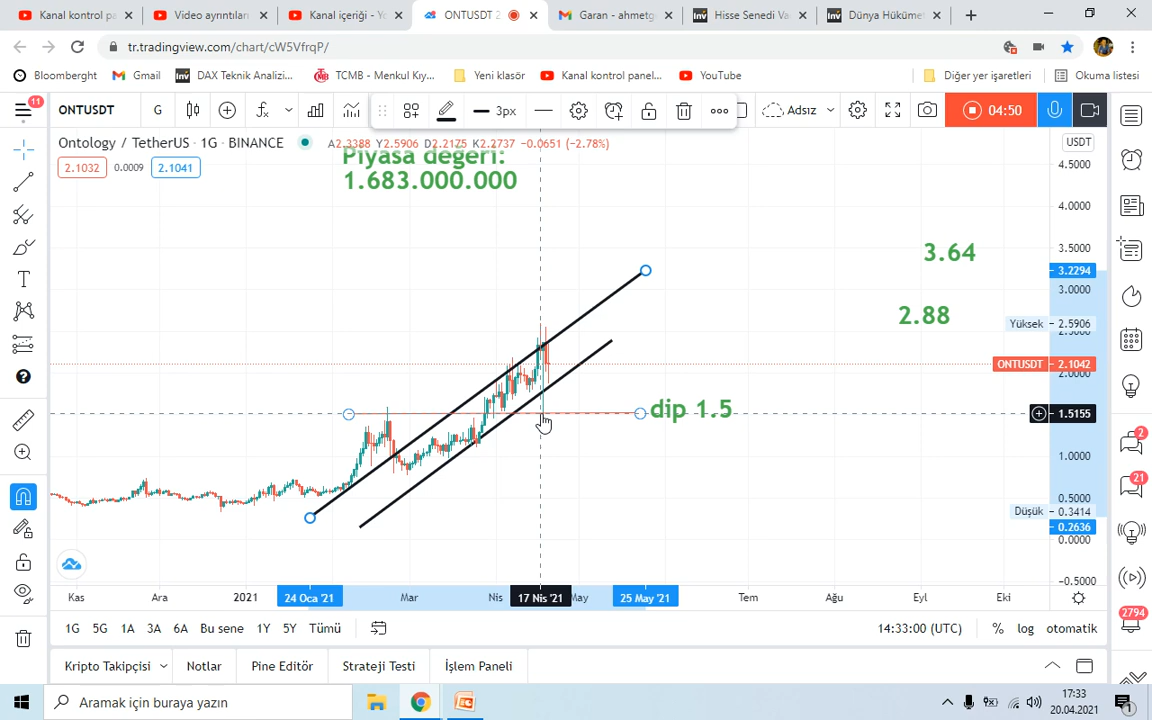 Kanal kontrol pa
Video ayrıntıları
Kanal içeriği - Yo
ONTUSDT 2
Garan - ahmetg
Hisse Senedi Va
Dünya Hükümet
tr.tradingview.com/chart/cW5VfrqP/
Bloomberght
Gmail
DAX Teknik Analizi...
TCMB - Menkul Kıy...
Yeni klasör
Kanal kontrol panel...
YouTube
Diğer yer işaretleri
Okuma listesi
11
ONTUSDT
G
3px
Adsız
04:50
Ontology / TetherUS · 1G · BINANCE
A2.3388 Y2.5906 D2.2175 K2.2737 -0.0651 (-2.78%)
USDT
2.1032
0.0009
2.1041
Piyasa değeri:
1.683.000.000
4.5000
4.0000
3.5000
3.64
3.2294
3.0000
2.88
Yüksek
2.5906
ONTUSDT
2.1042
2.0000
dip 1.5
1.5155
1.0000
0.5000
Düşük
0.3414
0.2636
0.0000
-0.5000
2
21
2794
Kas
Ara
2021
24 Oca '21
Mar
Nis
17 Nis '21
May
25 May '21
Tem
Ağu
Eyl
Eki
1G
5G
1A
3A
6A
Bu sene
1Y
5Y
Tümü
14:33:00 (UTC)
%
log
otomatik
Kripto Takipçisi
Notlar
Pine Editör
Strateji Testi
İşlem Paneli
Aramak için buraya yazın
17:33
20.04.2021
1